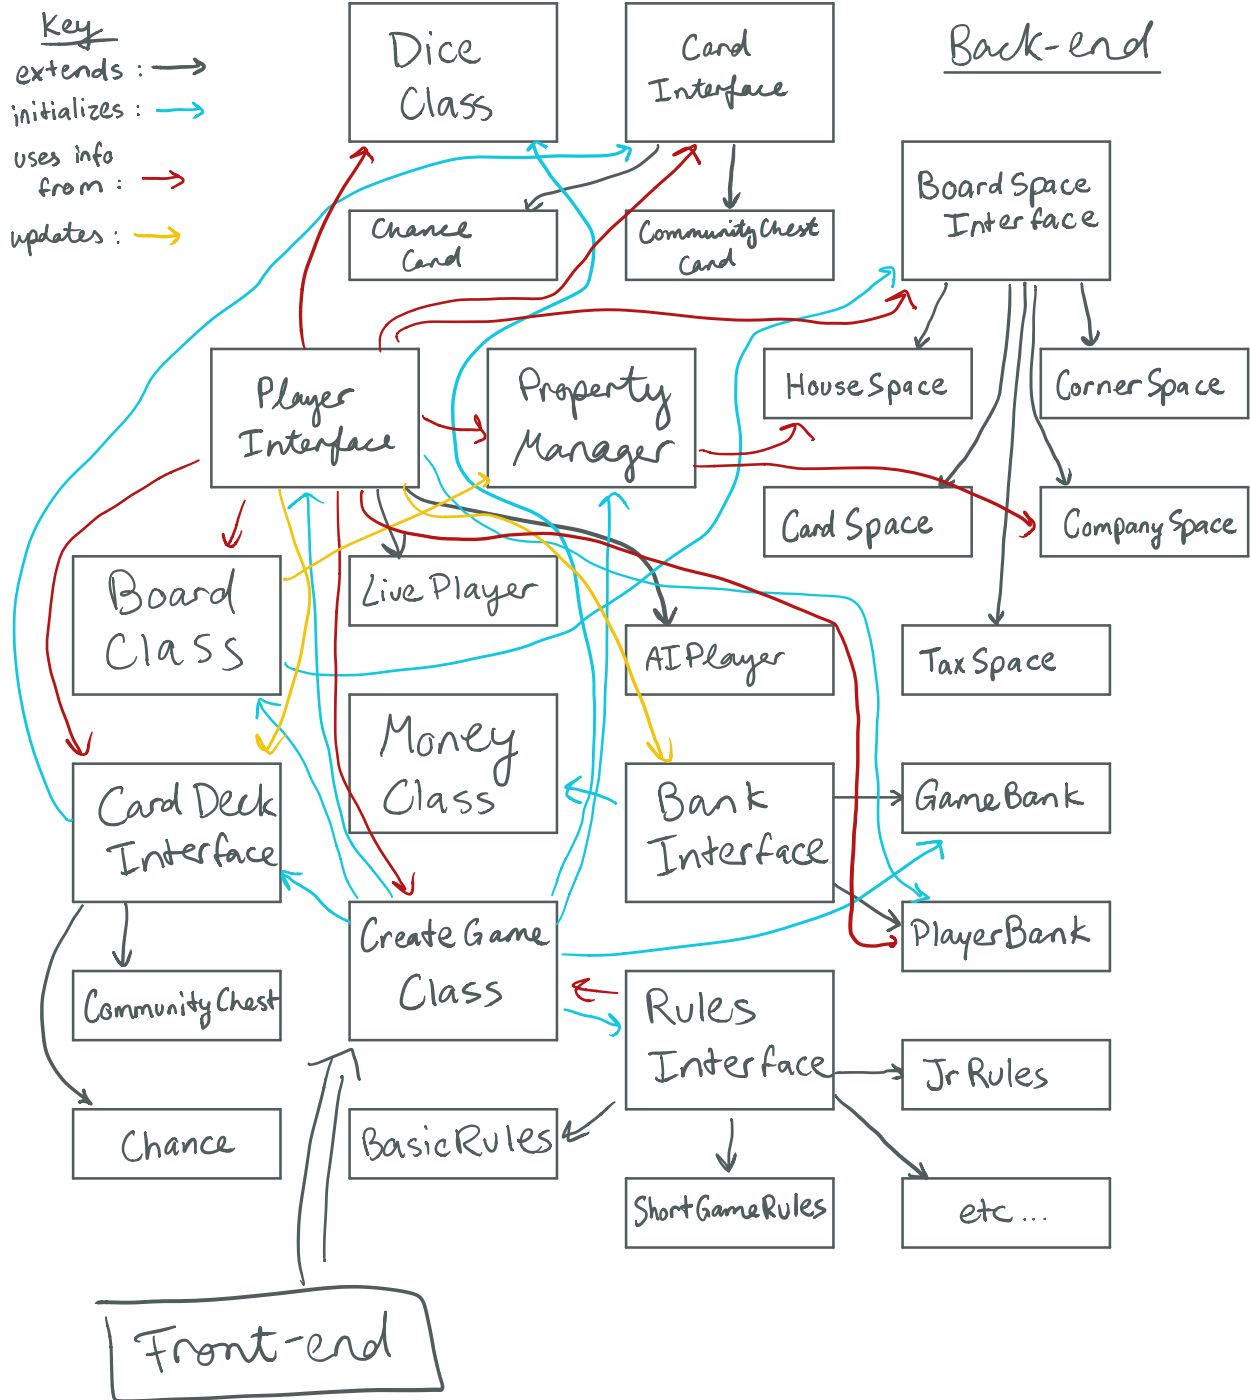 Key
extends :
initializes :
uses info
from :
updates :
Back-end
Dice
Class
Card
Interface
Chance
Card
CommunityChest
Card
Board Space
Interface
Player
Interface
Property
Manager
House Space
Corner Space
Card Space
Company Space
Board
Class
Live Player
AI Player
Tax Space
Money
Class
Card Deck
Interface
Bank
Interface
Game Bank
Create Game
Class
Player Bank
Community Chest
Rules
Interface
Jr Rules
Chance
Basic Rules
Short Game Rules
etc ...
Front-end